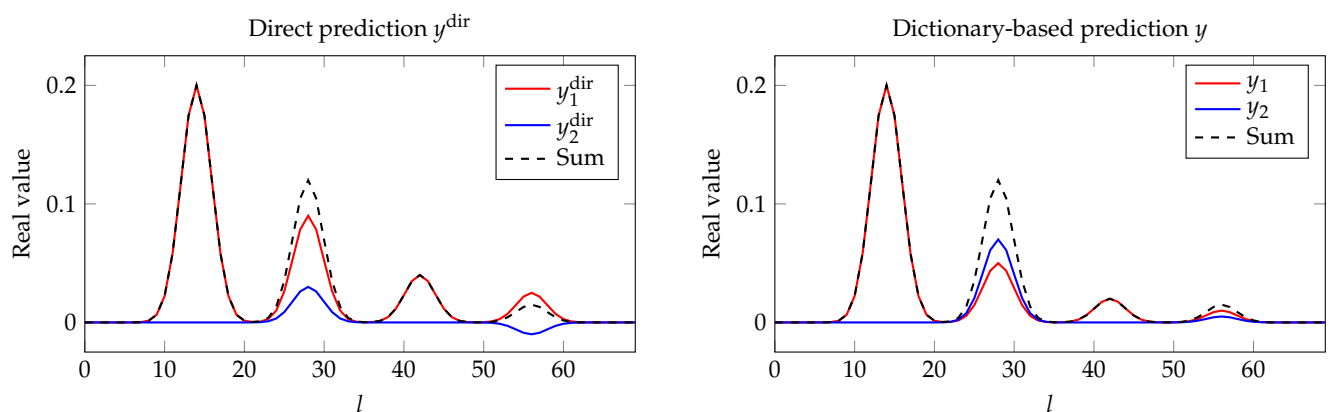 Direct prediction y^dir
Real value
0.2
0.1
0
0 10 20 30 40 50 60
l
y_1^dir
y_2^dir
Sum
Dictionary-based prediction y
Real value
0.2
0.1
0
0 10 20 30 40 50 60
l
y_1
y_2
Sum